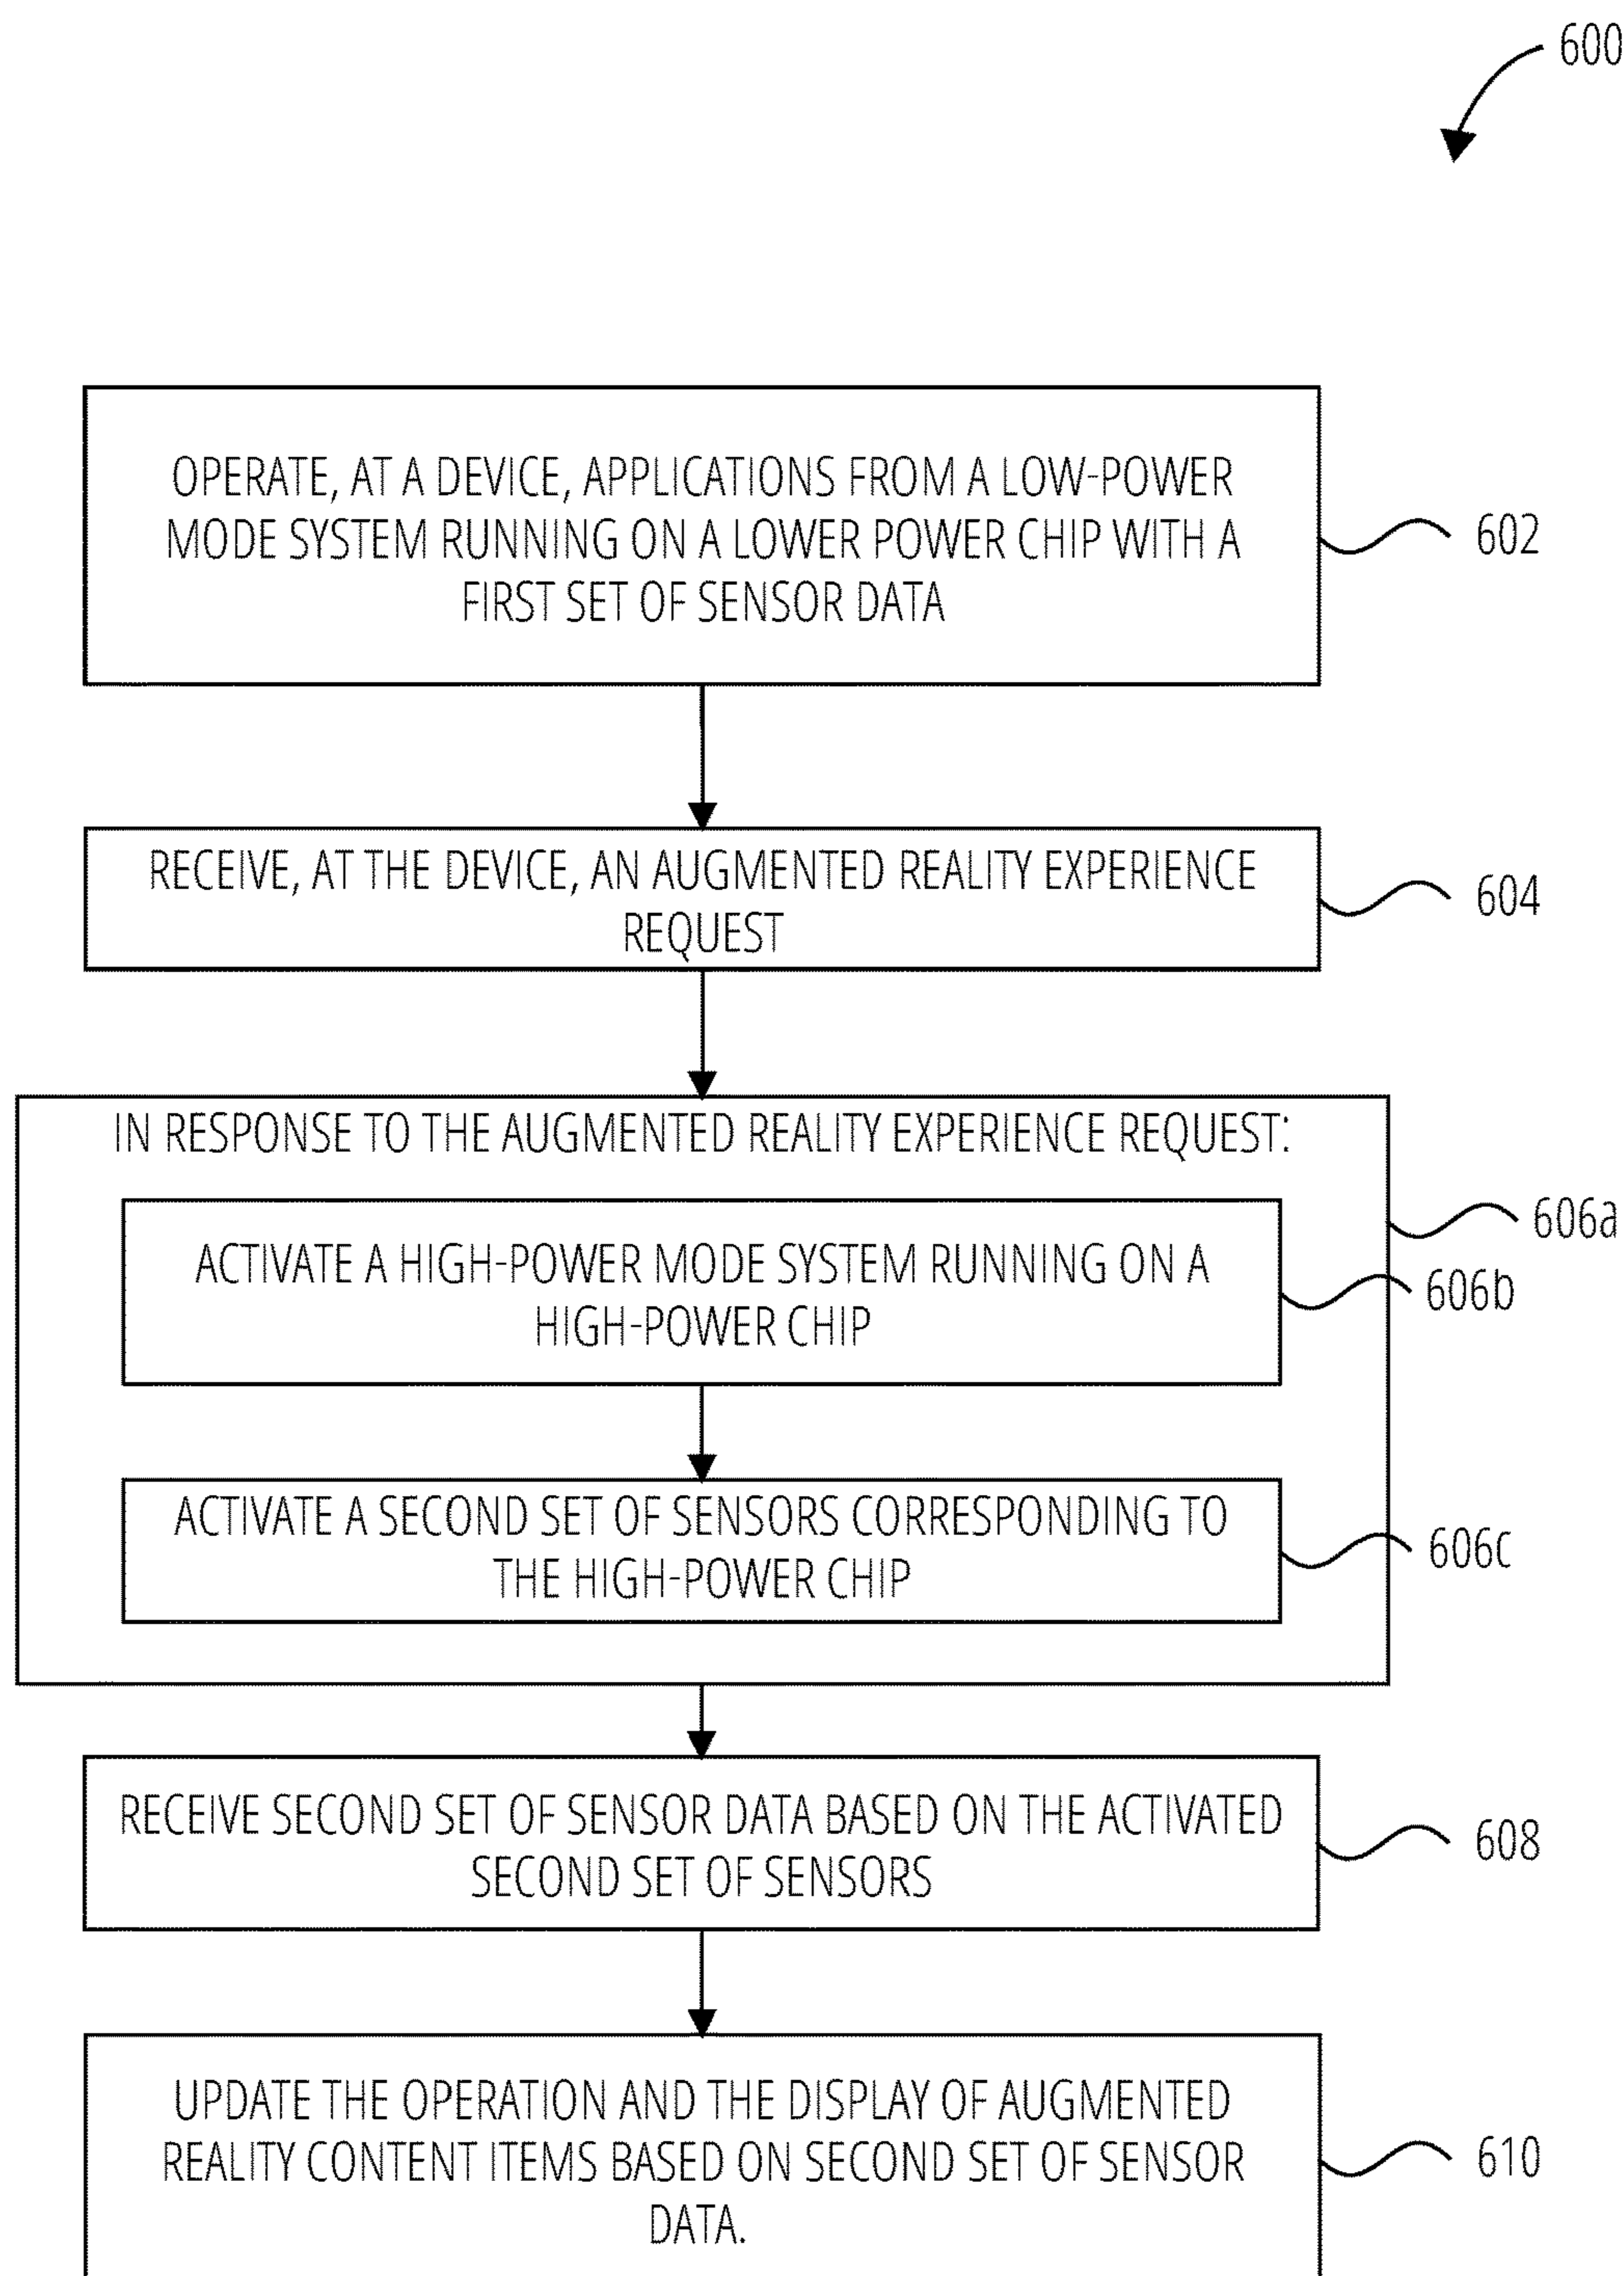 600
OPERATE, AT A DEVICE, APPLICATIONS FROM A LOW-POWER
MODE SYSTEM RUNNING ON A LOWER POWER CHIP WITH A
FIRST SET OF SENSOR DATA
602
RECEIVE, AT THE DEVICE, AN AUGMENTED REALITY EXPERIENCE
REQUEST
604
IN RESPONSE TO THE AUGMENTED REALITY EXPERIENCE REQUEST:
606a
ACTIVATE A HIGH-POWER MODE SYSTEM RUNNING ON A
HIGH-POWER CHIP
606b
ACTIVATE A SECOND SET OF SENSORS CORRESPONDING TO
THE HIGH-POWER CHIP
606c
RECEIVE SECOND SET OF SENSOR DATA BASED ON THE ACTIVATED
SECOND SET OF SENSORS
608
UPDATE THE OPERATION AND THE DISPLAY OF AUGMENTED
REALITY CONTENT ITEMS BASED ON SECOND SET OF SENSOR
DATA.
610